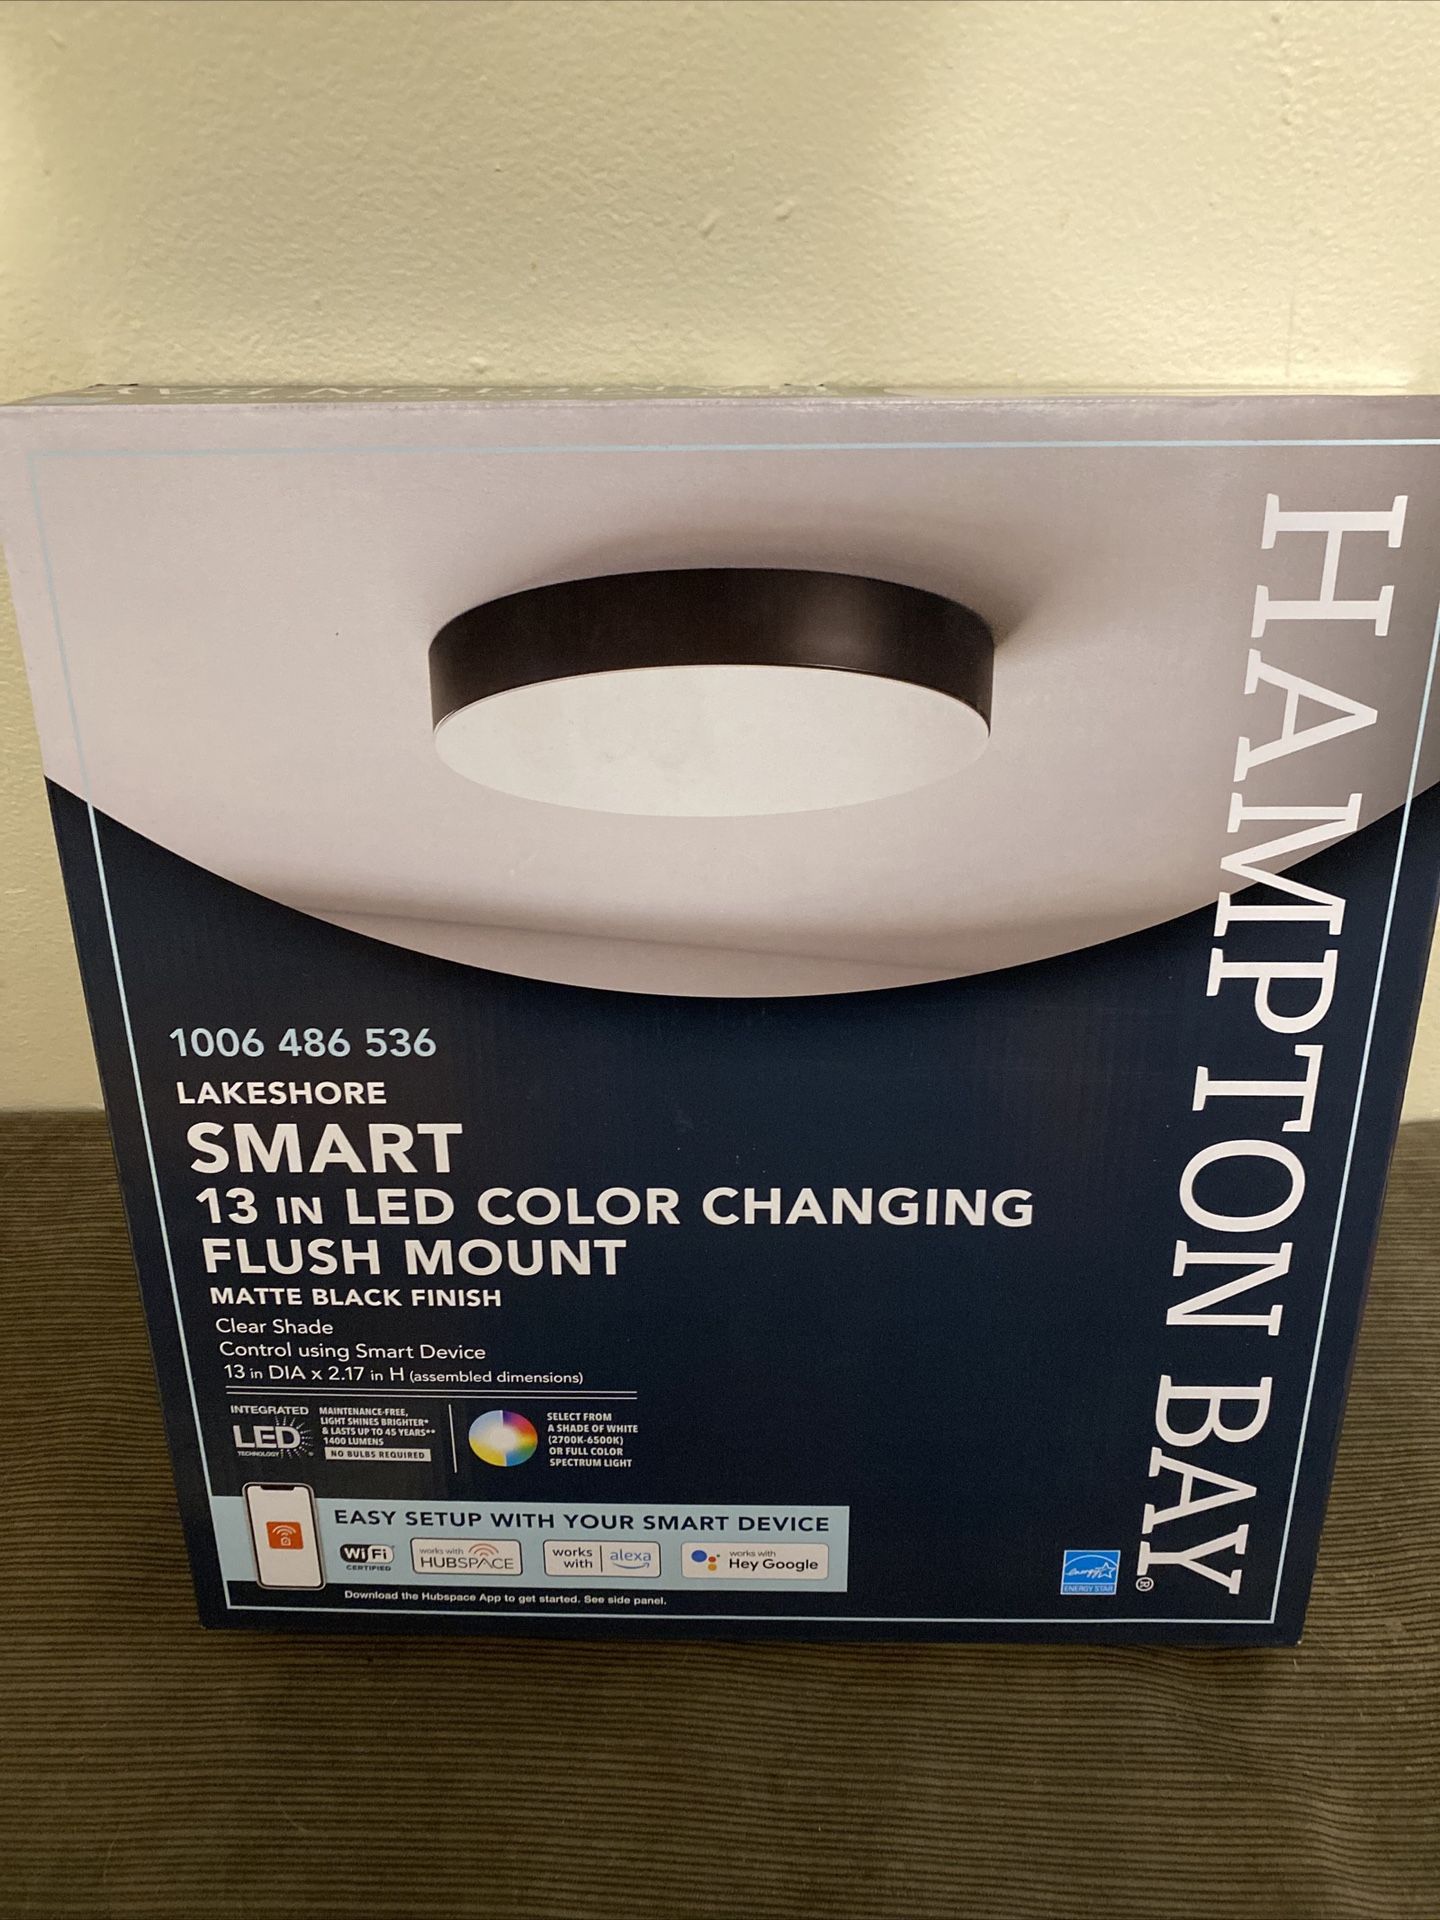 HAMPTON BAY®
1006 486 536
LAKESHORE
SMART
13 IN LED COLOR CHANGING
FLUSH MOUNT
MATTE BLACK FINISH
Clear Shade
Control using Smart Device
13 in DIA x 2.17 in H (assembled dimensions)
INTEGRATED
LED
TECHNOLOGY
MAINTENANCE-FREE,
LIGHT SHINES BRIGHTER*
& LASTS UP TO 45 YEARS**
1400 LUMENS
NO BULBS REQUIRED
SELECT FROM
A SHADE OF WHITE
(2700K-6500K)
OR FULL COLOR
SPECTRUM LIGHT
EASY SETUP WITH YOUR SMART DEVICE
WiFi
CERTIFIED
works with
HUBSPACE
works
with
alexa
works with
Hey Google
Download the Hubspace App to get started. See side panel.
energy
ENERGY STAR